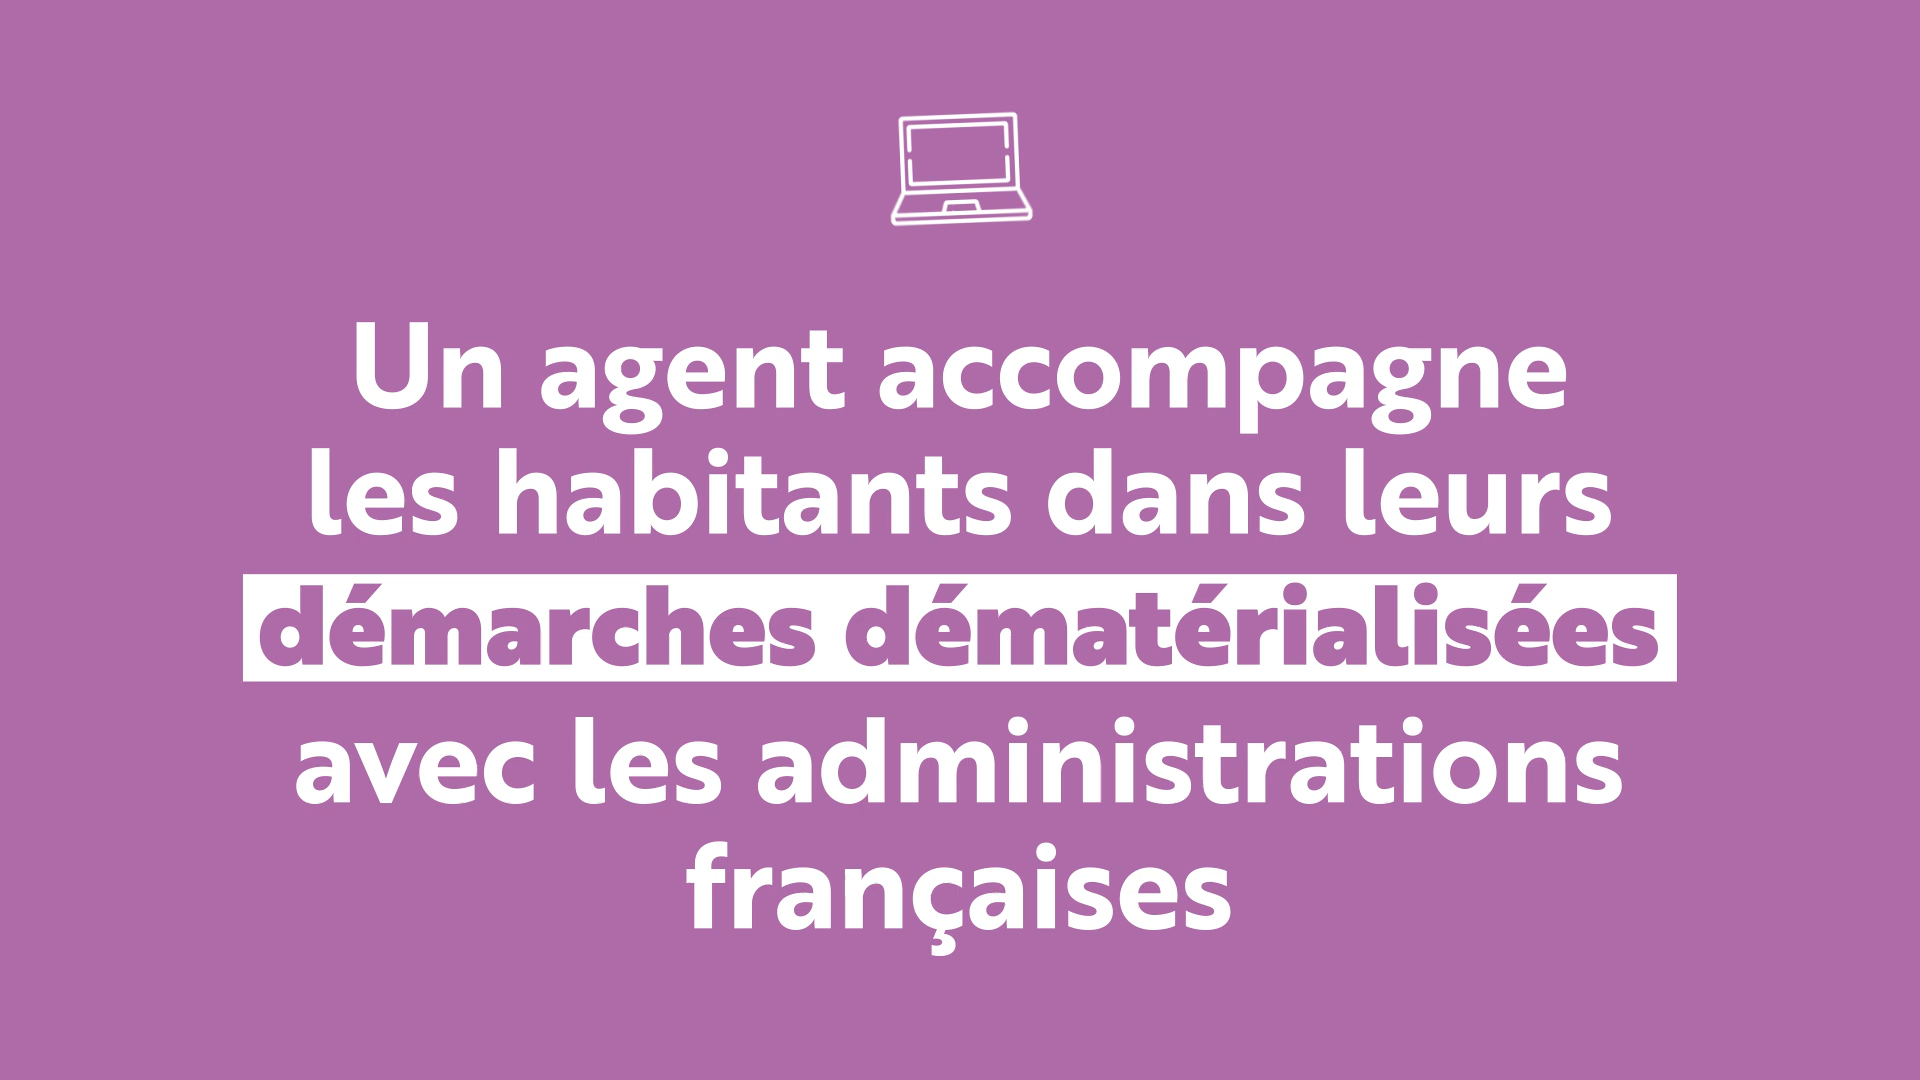 Un agent accompagne
les habitants dans leurs
démarches dématérialisées
avec les administrations
françaises